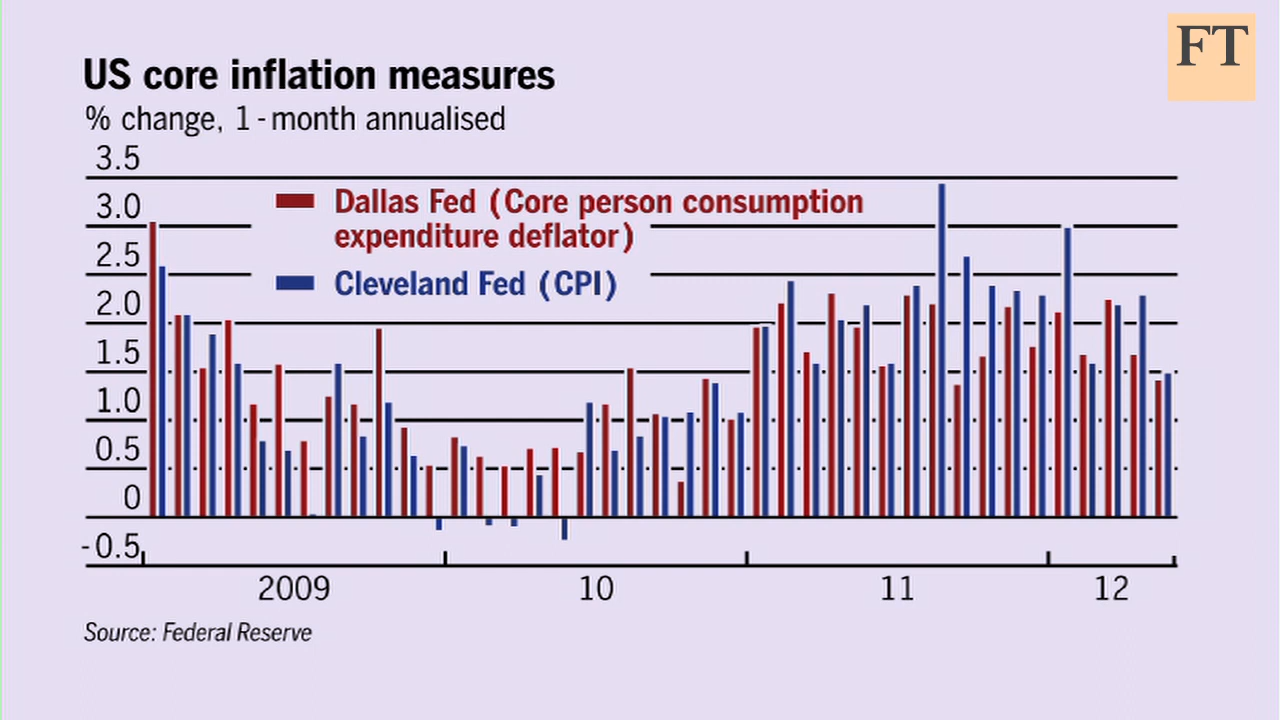 FT
US core inflation measures
% change, 1-month annualised
3.5
3.0
2.5
2.0
1.5
1.0
0.5
0
-0.5
Dallas Fed (Core person consumption
expenditure deflator)
Cleveland Fed (CPI)
2009 10 11 12
Source: Federal Reserve